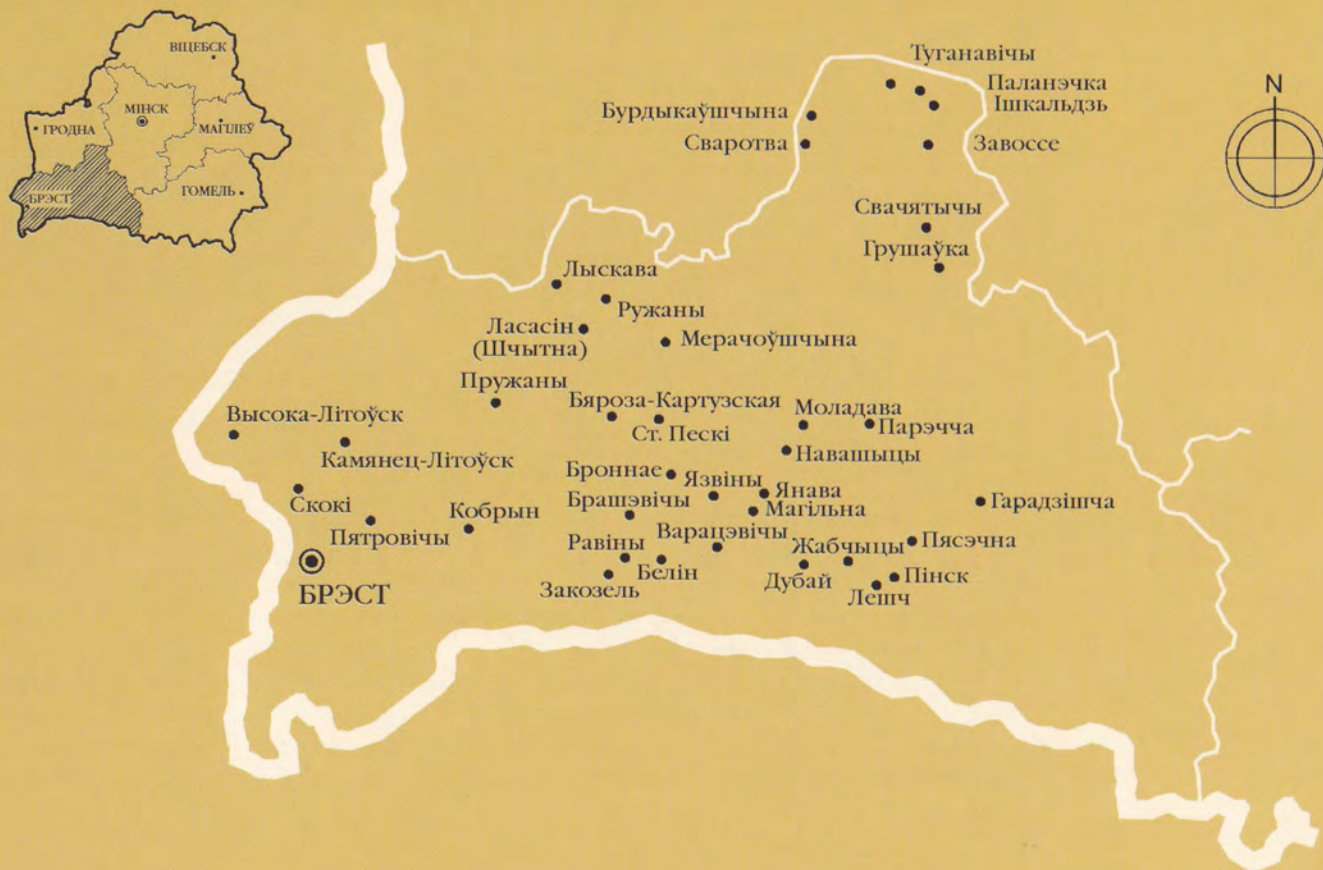 ВІЦЕБСК
МІНСК
ГРОДНА
МАГІЛЕЎ
БРЭСТ
ГОМЕЛЬ
N
Туганавічы
Паланэчка
Ішкальдзь
Бурдыкаўшчына
Сваротва
Завоссе
Свачятычы
Грушаўка
Лыскава
Ружаны
Ласасін
(Шчытна)
Мерачоўшчына
Пружаны
Бяроза-Картузская
Ст. Пескі
Моладава
Парэчча
Высока-Літоўск
Камянец-Літоўск
Навашыцы
Броннае
Язвіны
Янава
Скокі
Гарадзішча
Брашэвічы
Магільна
Кобрын
Пятровічы
Варацэвічы
Равіны
Жабчыцы
Пясэчна
Белін
Закозель
Дубай
Пінск
Лешч
БРЭСТ